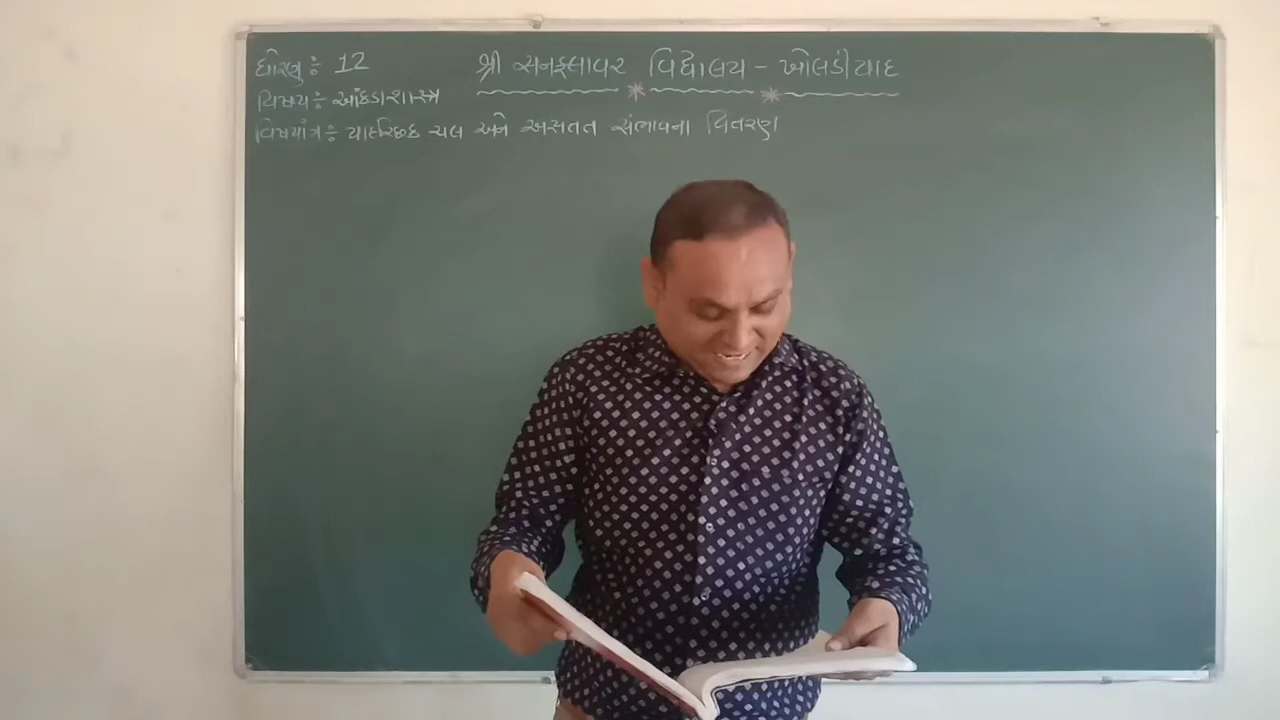 શ્રી સનફ્લાવર વિદ્યાલય - ખોલડીયાદ
ધોરણ ÷ 12
વિષય ÷ આંકડાશાસ્ત્ર
વિષયાંગ ÷ યાદચ્છિક ચલ અને અસતત સંભાવના વિતરણ